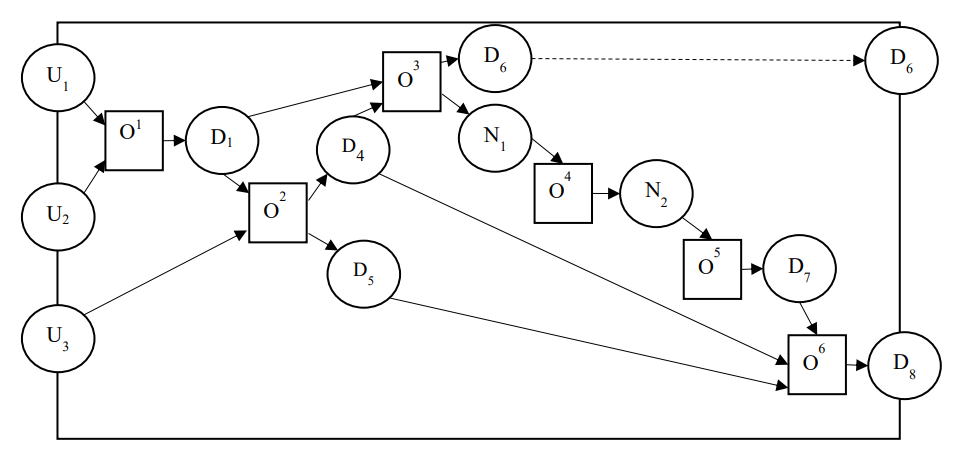 U₁
O¹
D₁
U₂
U₃
O²
D₄
D₅
O³
D₆
N₁
O⁴
N₂
O⁵
D₇
O⁶
D₆
D₈